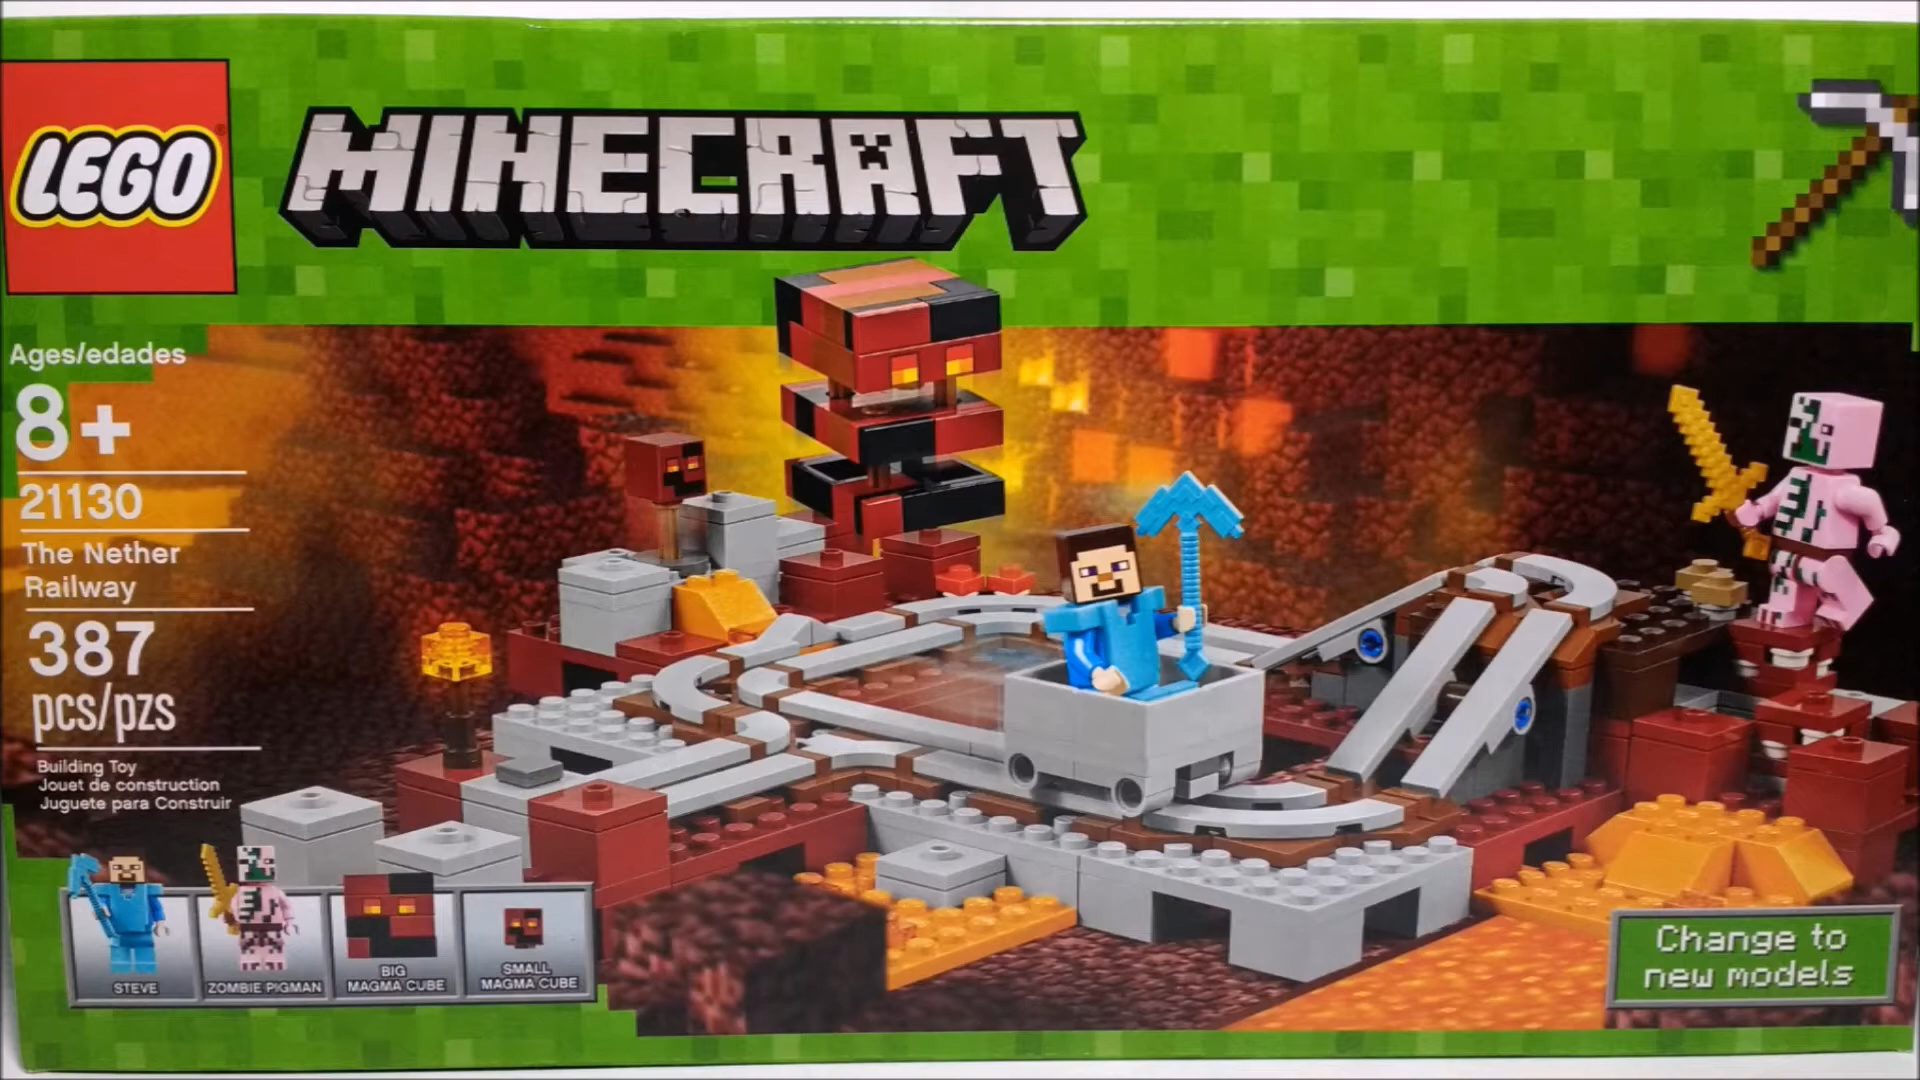 LEGO
MINECRAFT
Ages/edades
8+
21130
The Nether
Railway
387
pcs/pzs
Building Toy
Jouet de construction
Juguete para Construir
STEVE
ZOMBIE PIGMAN
BIG
MAGMA CUBE
SMALL
MAGMA CUBE
Change to
new models